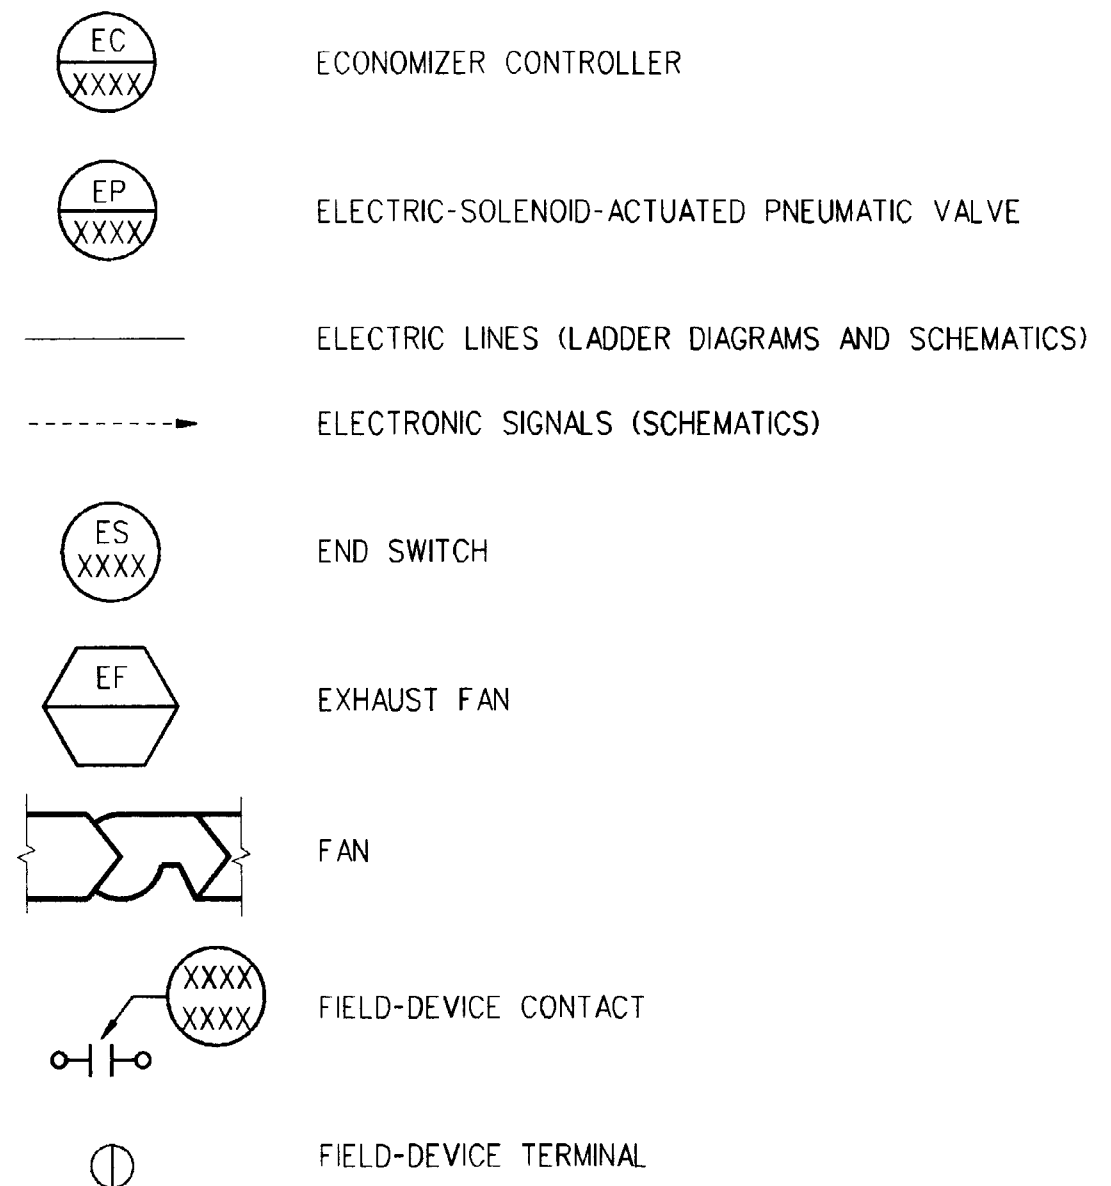 EC
XXXX
ECONOMIZER CONTROLLER
EP
XXXX
ELECTRIC-SOLENOID-ACTUATED PNEUMATIC VALVE
ELECTRIC LINES (LADDER DIAGRAMS AND SCHEMATICS)
ELECTRONIC SIGNALS (SCHEMATICS)
ES
XXXX
END SWITCH
EF
EXHAUST FAN
FAN
XXXX
XXXX
FIELD-DEVICE CONTACT
FIELD-DEVICE TERMINAL